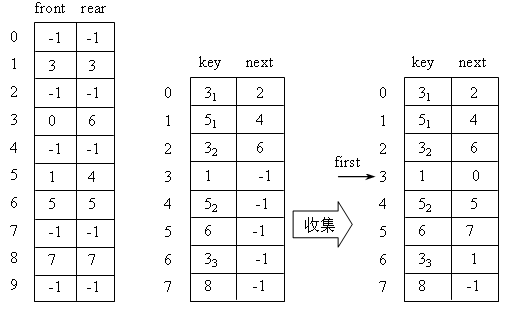 front rear
0 -1 -1
1 3 3
2 -1 -1
3 0 6
4 -1 -1
5 1 4
6 5 5
7 -1 -1
8 7 7
9 -1 -1
key next
0 3₁ 2
1 5₁ 4
2 3₂ 6
3 1 -1
4 5₂ -1
5 6 -1
6 3₃ -1
7 8 -1
收集
first
key next
0 3₁ 2
1 5₁ 4
2 3₂ 6
3 1 0
4 5₂ 5
5 6 7
6 3₃ 1
7 8 -1